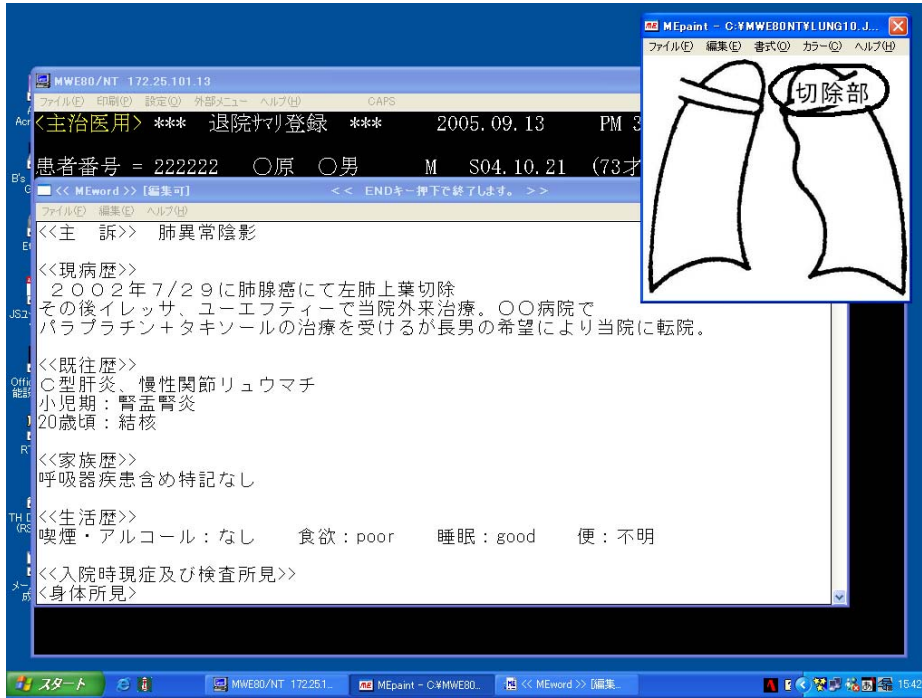 MEpaint - C:¥MWE80NT¥LUNG10.J...
ファイル(F) 編集(E) 書式(O) カラー(C) ヘルプ(H)
切除部
MWE80/NT 172.25.101.13
ファイル(F) 印刷(P) 設定(Q) 外部メニュー ヘルプ(H) CAPS
<主治医用> *** 退院サマリ登録 *** 2005.09.13 PM 3
患者番号 = 222222 ○原 ○男 M S04.10.21 (73才
<< MEword >> [編集可] << ENDキー押下で終了します。 >>
ファイル(F) 編集(E) ヘルプ(H)
<<主 訴>> 肺異常陰影
<<現病歴>>
２００２年７/２９に肺腺癌にて左肺上葉切除
その後イレッサ、ユーエフティーで当院外来治療。○○病院で
パラプラチン＋タキソールの治療を受けるが長男の希望により当院に転院。
<<既往歴>>
Ｃ型肝炎、慢性関節リュウマチ
小児期：腎盂腎炎
20歳頃：結核
<<家族歴>>
呼吸器疾患含め特記なし
<<生活歴>>
喫煙・アルコール：なし 食欲：poor 睡眠：good 便：不明
<<入院時現症及び検査所見>>
<身体所見>
スタート
MWE80/NT 172.25.1...
MEpaint - C:¥MWE80...
<< MEword >> [編集...
15:42